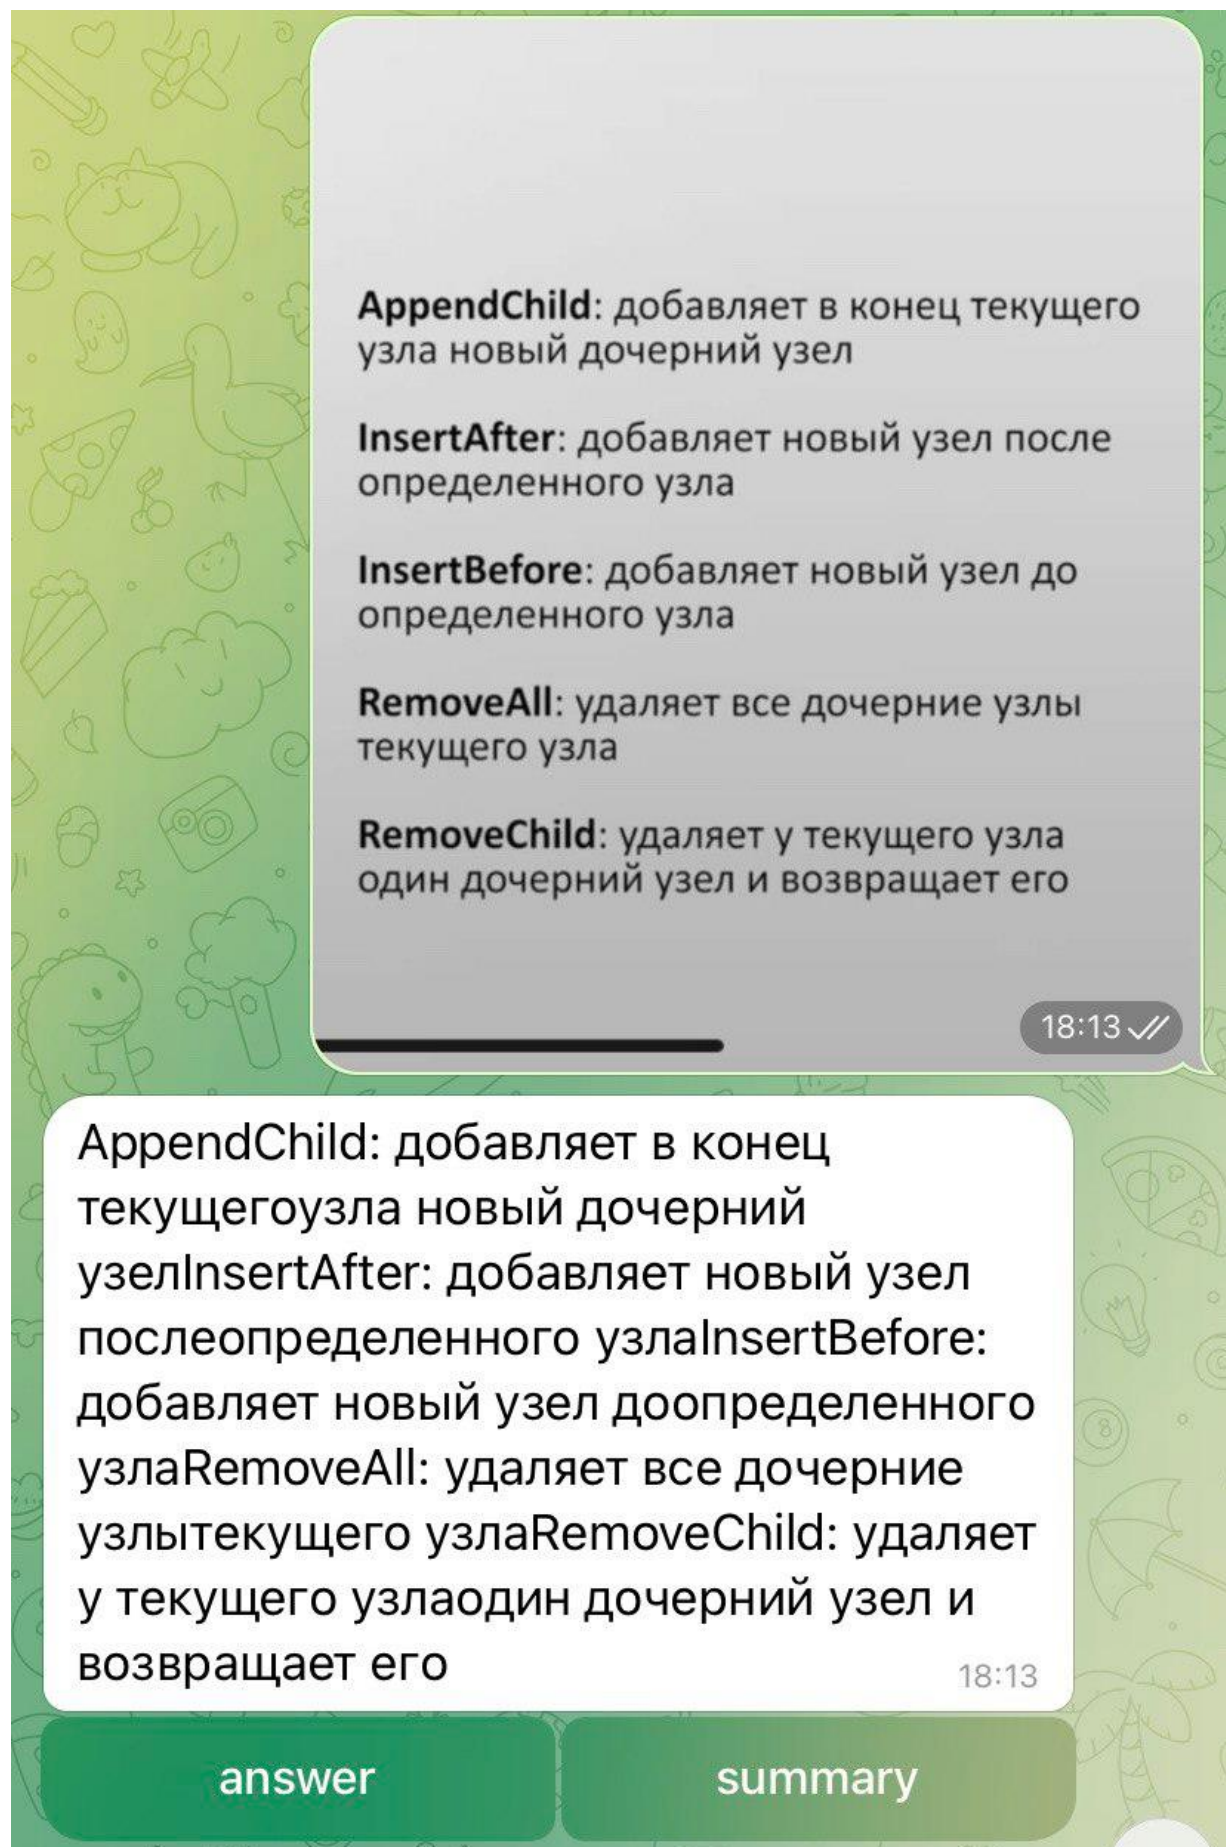 AppendChild: добавляет в конец текущего
узла новый дочерний узел
InsertAfter: добавляет новый узел после
определенного узла
InsertBefore: добавляет новый узел до
определенного узла
RemoveAll: удаляет все дочерние узлы
текущего узла
RemoveChild: удаляет у текущего узла
один дочерний узел и возвращает его
18:13
AppendChild: добавляет в конец
текущегоузла новый дочерний
узелInsertAfter: добавляет новый узел
послеопределенного узлаInsertBefore:
добавляет новый узел доопределенного
узлаRemoveAll: удаляет все дочерние
узлытекущего узлаRemoveChild: удаляет
у текущего узлаодин дочерний узел и
возвращает его
18:13
answer summary